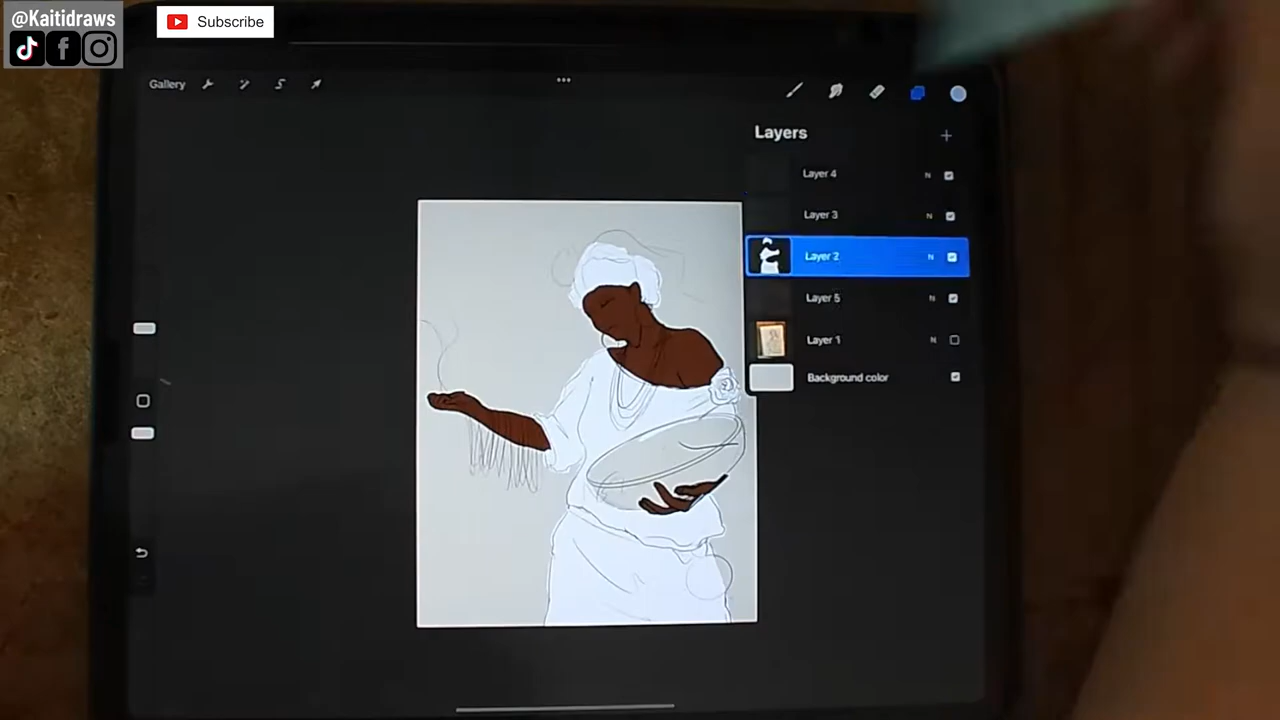 @Kaitidraws
Subscribe
Gallery
Layers
Layer 4
N
Layer 3
N
Layer 2
N
Layer 5
N
Layer 1
N
Background color